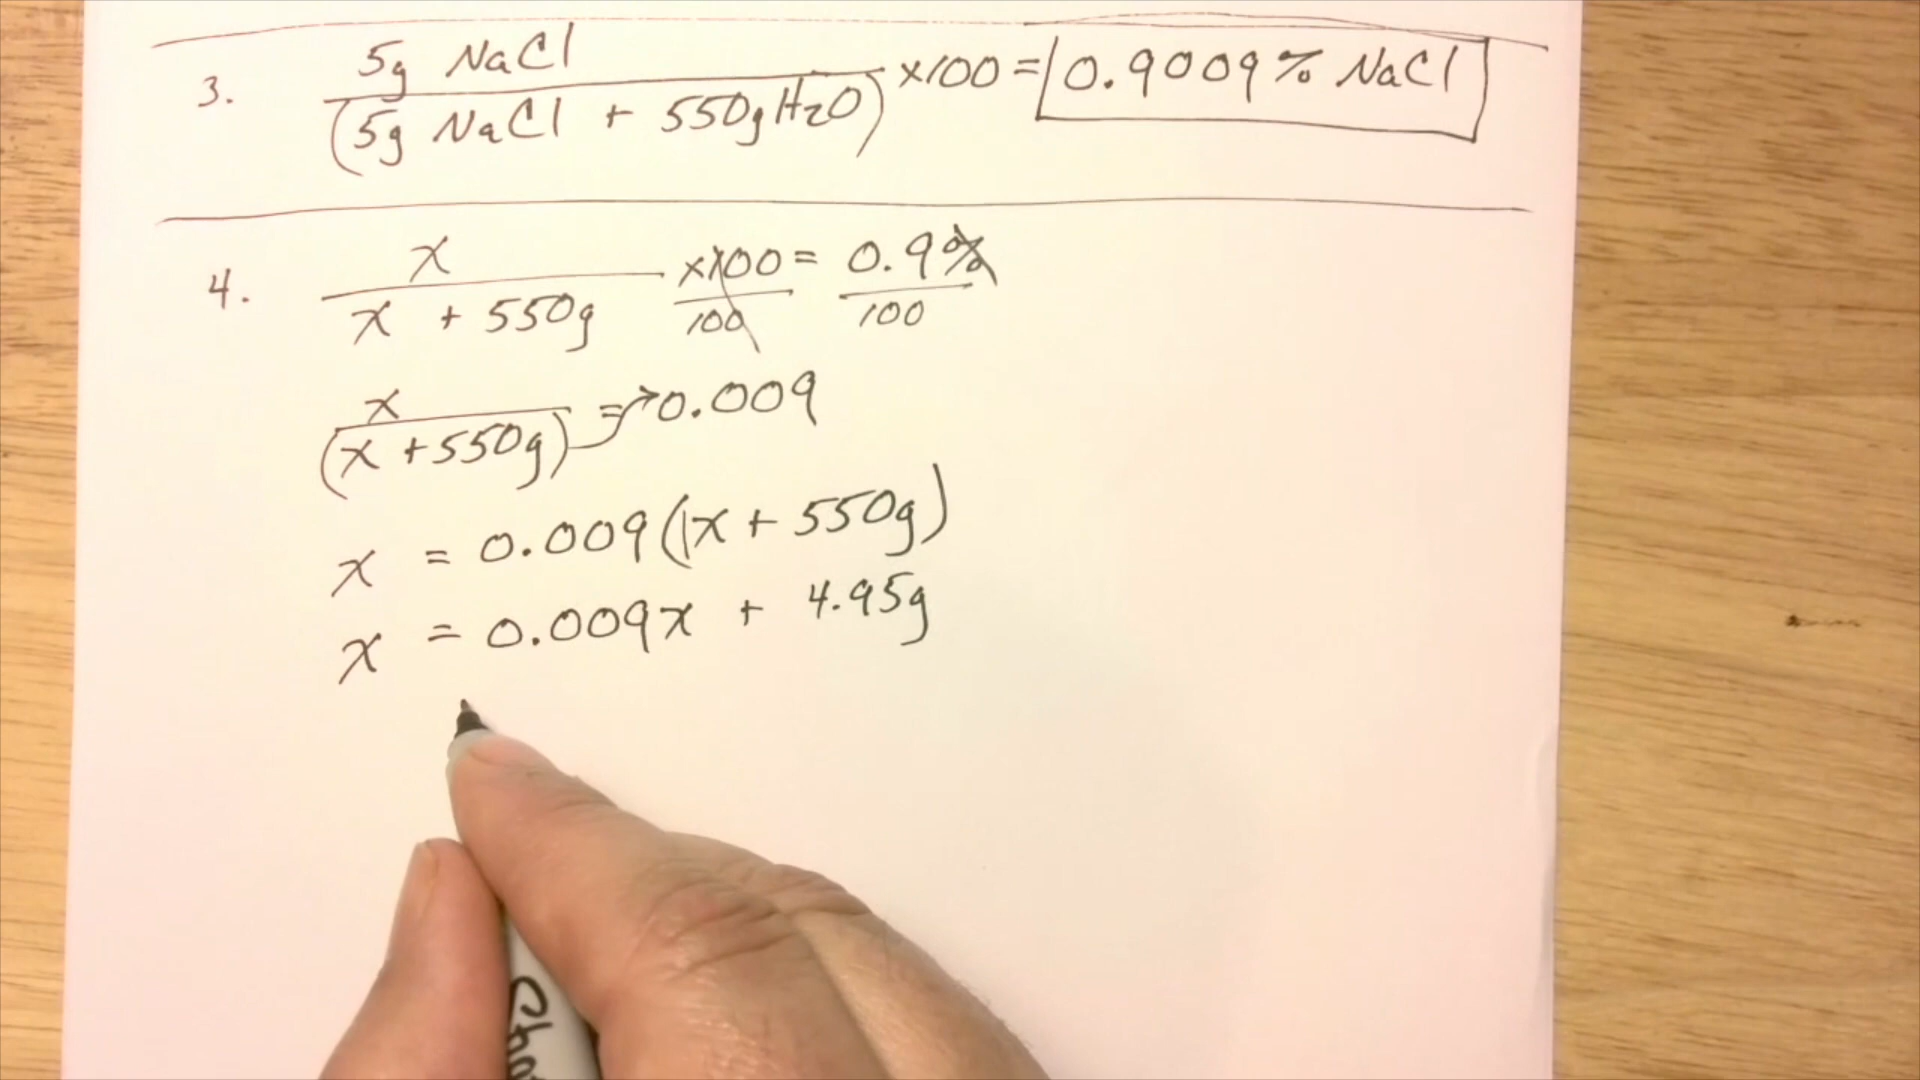 3. 5g NaCl / (5g NaCl + 550g H2O) x100 = 0.9009% NaCl
4. x / x + 550g x100 / 100 = 0.9% / 100
x / (x + 550g) = 0.009
x = 0.009(x + 550g)
x = 0.009x + 4.95g